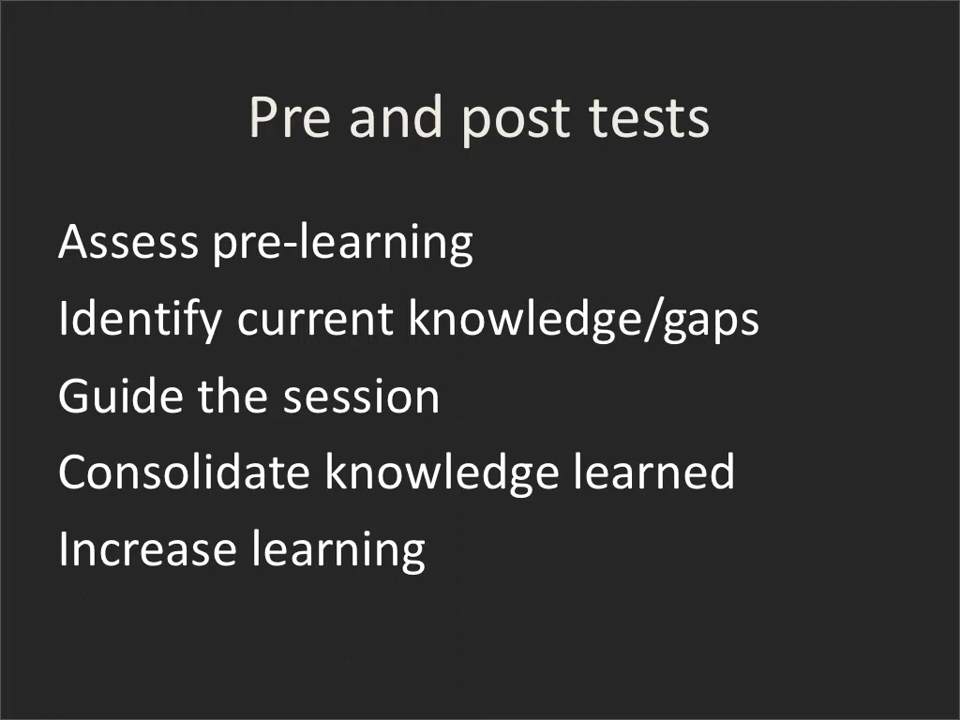 Pre and post tests
Assess pre-learning
Identify current knowledge/gaps
Guide the session
Consolidate knowledge learned
Increase learning